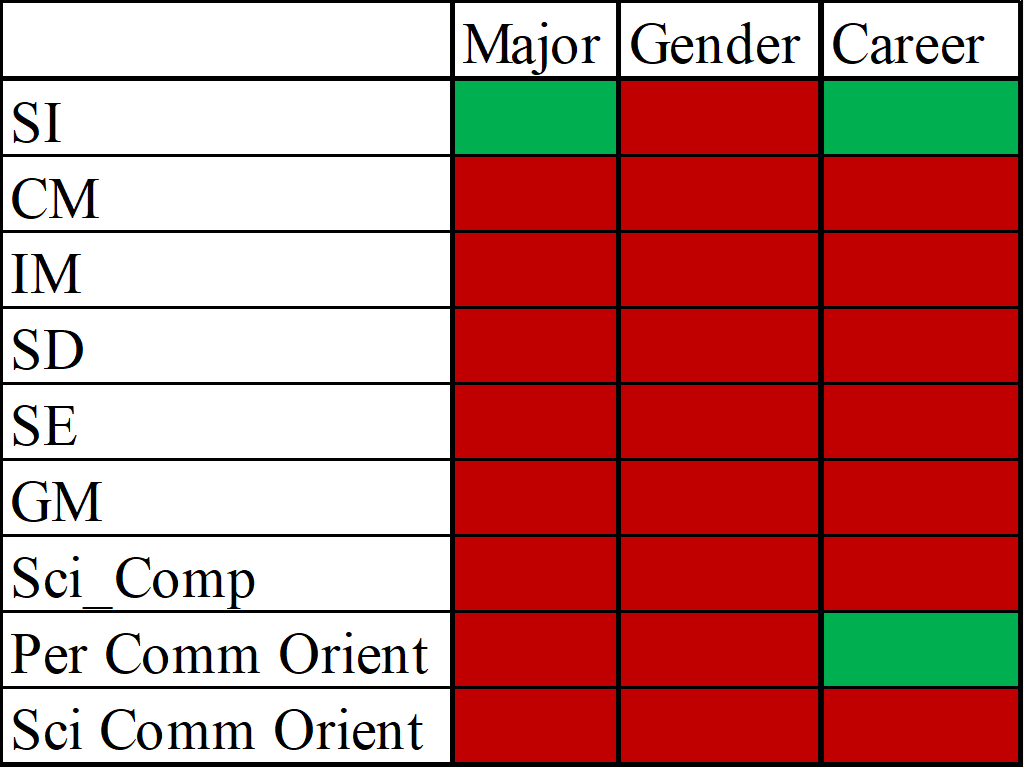 Major Gender Career
SI
CM
IM
SD
SE
GM
Sci_Comp
Per Comm Orient
Sci Comm Orient